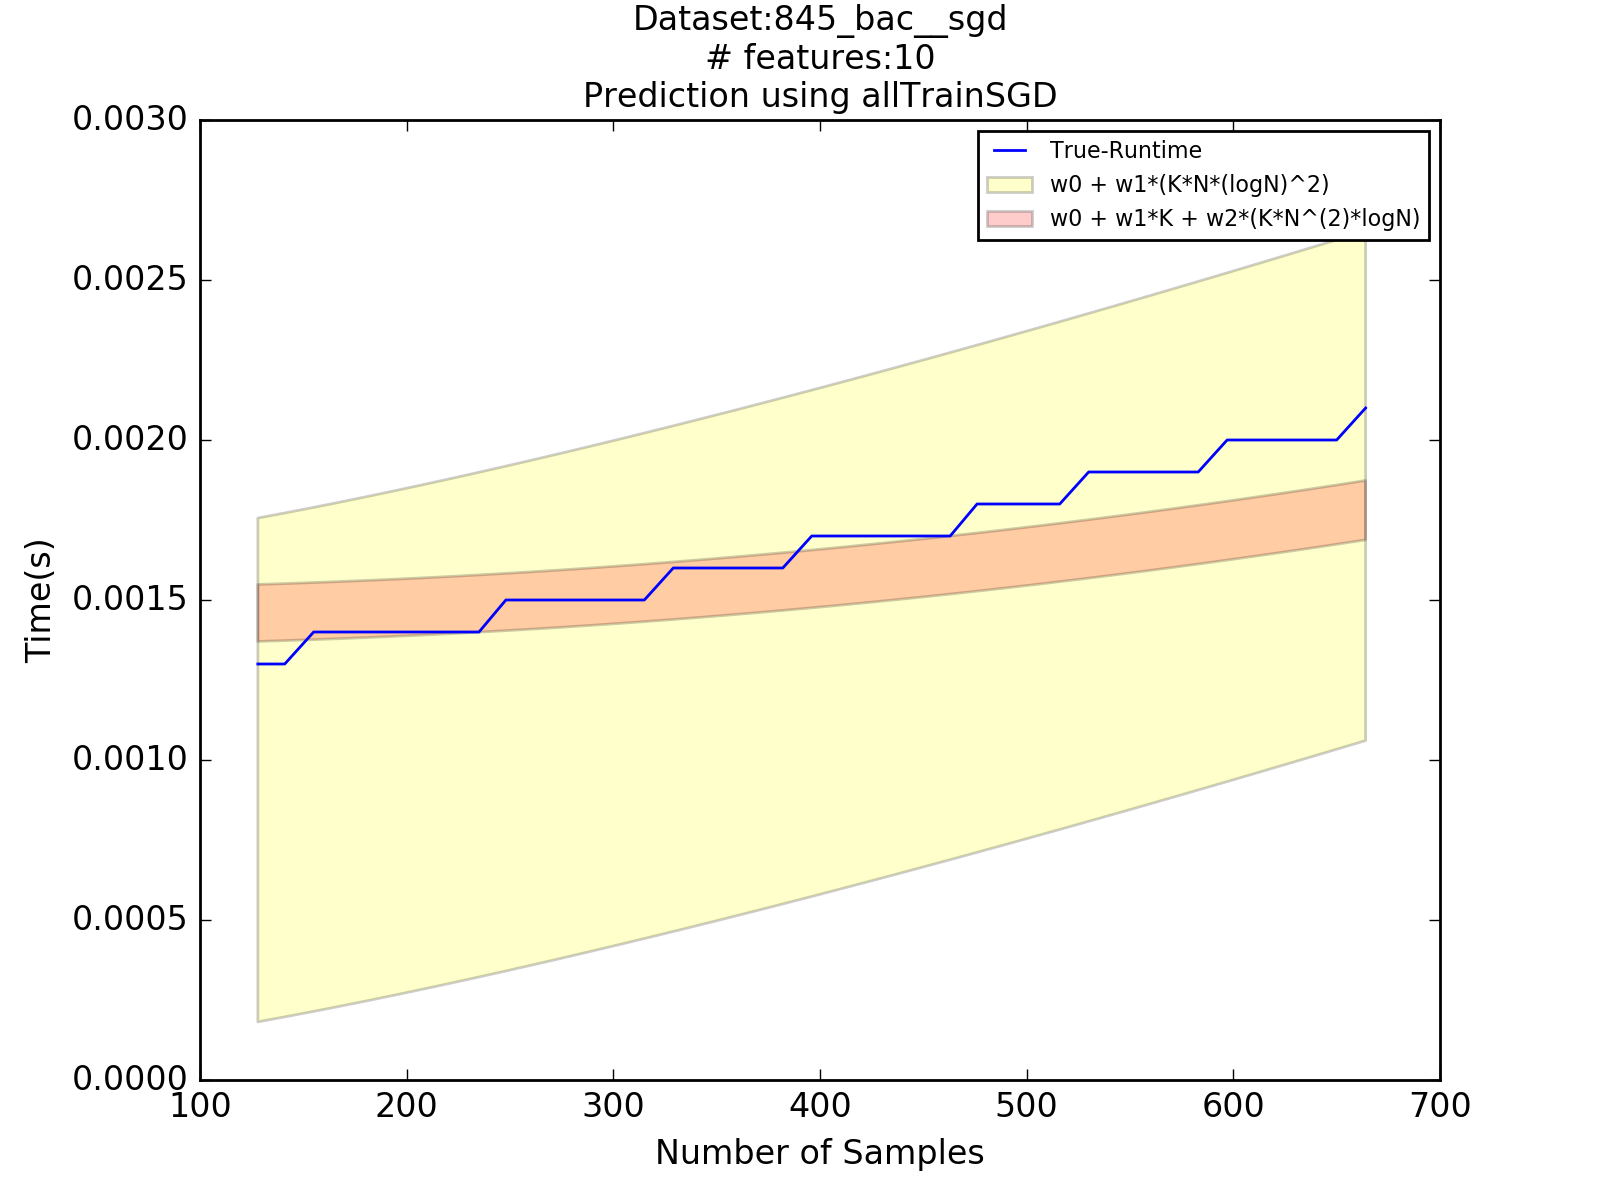 Dataset:845_bac__sgd
# features:10
Prediction using allTrainSGD
True-Runtime
w0 + w1*(K*N*(logN)^2)
w0 + w1*K + w2*(K*N^(2)*logN)
0.0030
0.0025
0.0020
0.0015
0.0010
0.0005
0.0000
Time(s)
100 200 300 400 500 600 700
Number of Samples